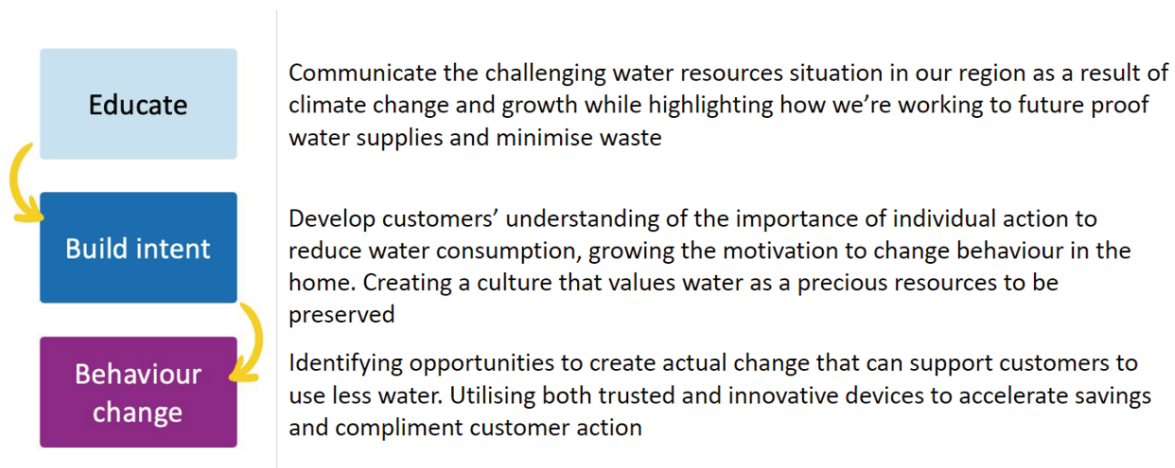 Educate
Communicate the challenging water resources situation in our region as a result of
climate change and growth while highlighting how we’re working to future proof
water supplies and minimise waste
Build intent
Develop customers’ understanding of the importance of individual action to
reduce water consumption, growing the motivation to change behaviour in the
home. Creating a culture that values water as a precious resources to be
preserved
Behaviour
change
Identifying opportunities to create actual change that can support customers to
use less water. Utilising both trusted and innovative devices to accelerate savings
and compliment customer action